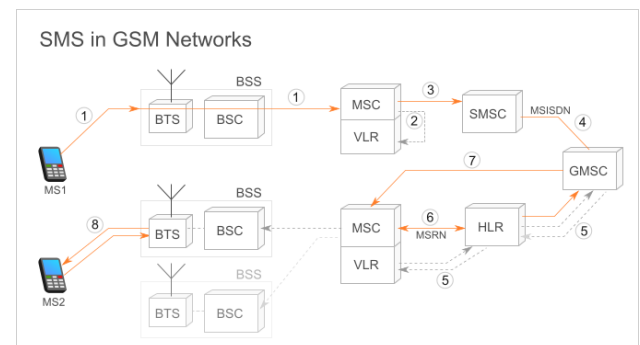 SMS in GSM Networks
BSS
1
1
BTS
BSC
MSC
VLR
2
3
SMSC
MSISDN
4
GMSC
MS1
7
BSS
8
BTS
BSC
MSC
VLR
6
MSRN
HLR
5
5
MS2
BSS
BTS
BSC